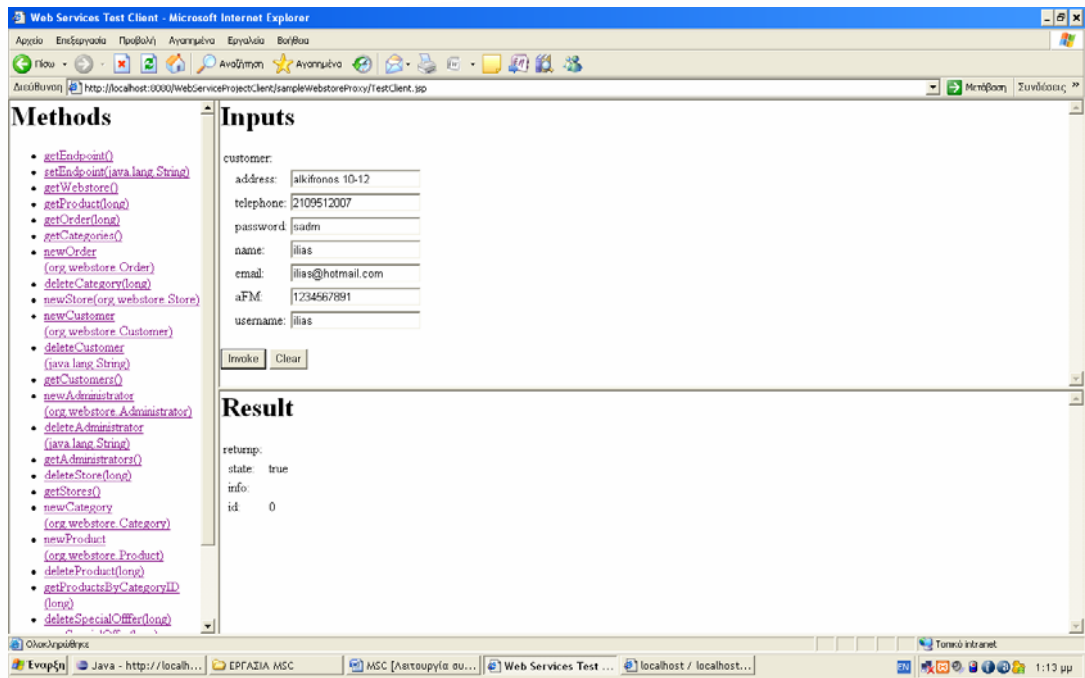 Web Services Test Client - Microsoft Internet Explorer
Αρχείο Επεξεργασία Προβολή Αγαπημένα Εργαλεία Βοήθεια
Πίσω Αναζήτηση Αγαπημένα
Διεύθυνση http://localhost:8080/WebServiceProjectClient/sampleWebstoreProxy/TestClient.jsp Μετάβαση Συνδέσεις »
Methods
getEndpoint()
setEndpoint(java.lang.String)
getWebstore()
getProduct(long)
getOrder(long)
getCategories()
newOrder
(org.webstore.Order)
deleteCategory(long)
newStore(org.webstore.Store)
newCustomer
(org.webstore.Customer)
deleteCustomer
(java.lang.String)
getCustomers()
newAdministrator
(org.webstore.Administrator)
deleteAdministrator
(java.lang.String)
getAdministrators()
deleteStore(long)
getStores()
newCategory
(org.webstore.Category)
newProduct
(org.webstore.Product)
deleteProduct(long)
getProductsByCategoryID
(long)
deleteSpecialOfffer(long)
Inputs
customer:
address: alkifronos 10-12
telephone: 2109512007
password: sadm
name: ilias
email: ilias@hotmail.com
aFM: 1234567891
username: ilias
Invoke Clear
Result
returnp:
state: true
info:
id: 0
Ολοκληρώθηκε Τοπικό intranet
Έναρξη Java - http://localh... ΕΡΓΑΣΙΑ MSC MSC [Λειτουργία συ... Web Services Test ... localhost / localhost... EN 1:13 μμ